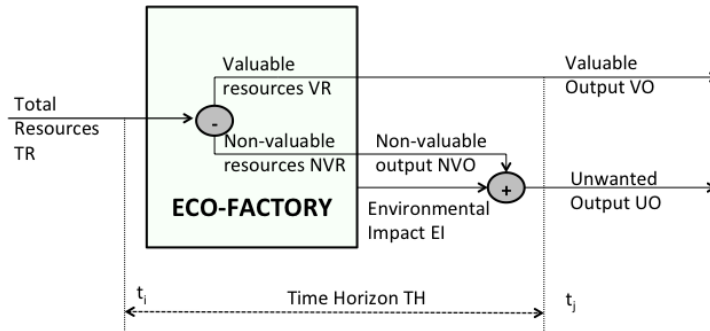 Total
Resources
TR
Valuable
resources VR
-
Non-valuable
resources NVR
ECO-FACTORY
Non-valuable
output NVO
Environmental
Impact EI
+
Valuable
Output VO
Unwanted
Output UO
tᵢ
Time Horizon TH
tⱼ